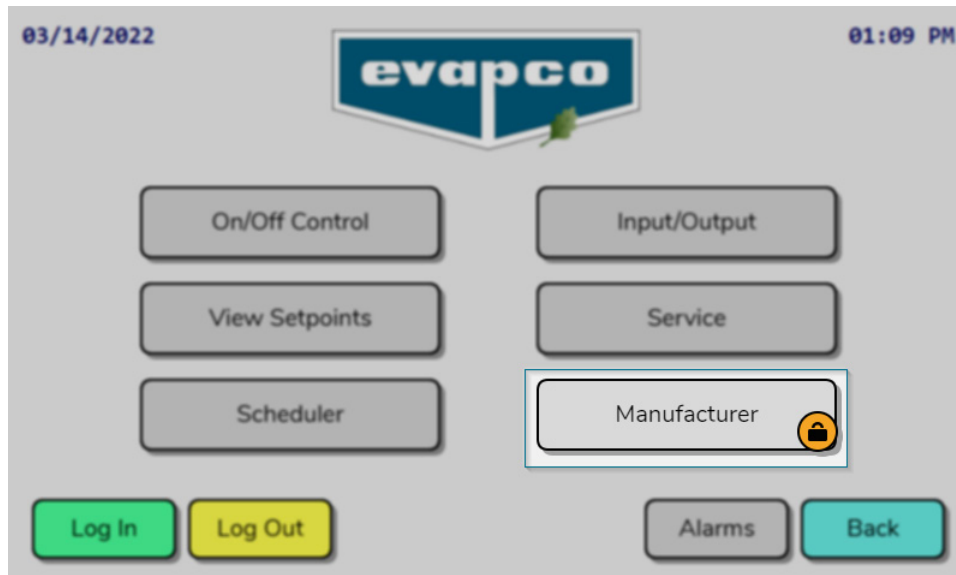 03/14/2022 01:09 PM
evapco
On/Off Control Input/Output
View Setpoints Service
Scheduler Manufacturer
Log In Log Out Alarms Back